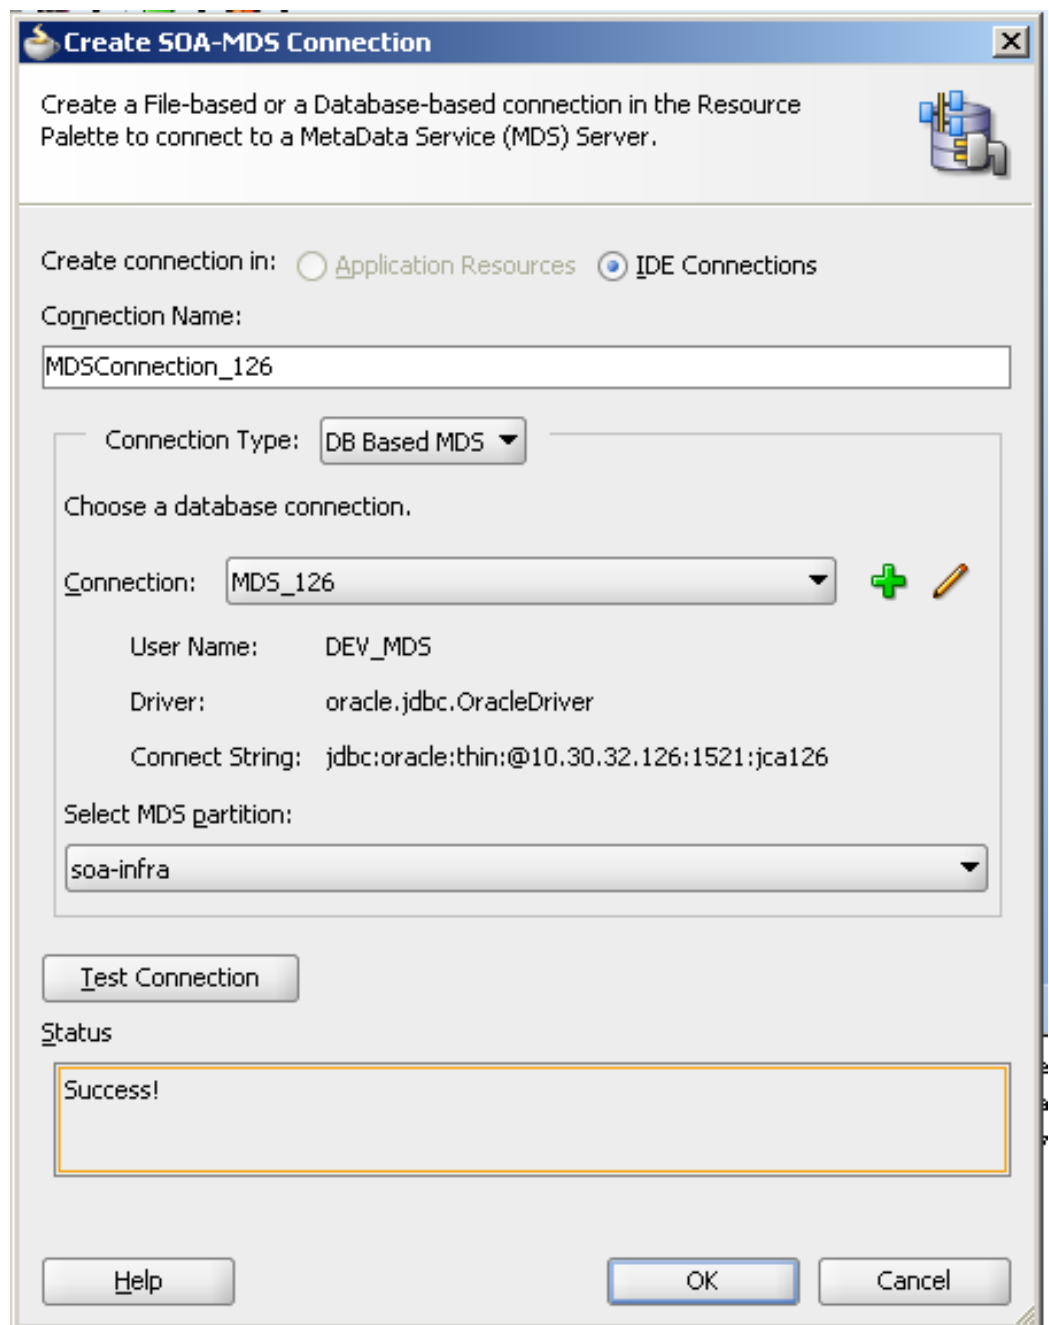 Create SOA-MDS Connection
Create a File-based or a Database-based connection in the Resource
Palette to connect to a MetaData Service (MDS) Server.
Create connection in: Application Resources IDE Connections
Connection Name:
MDSConnection_126
Connection Type: DB Based MDS
Choose a database connection.
Connection: MDS_126
User Name: DEV_MDS
Driver: oracle.jdbc.OracleDriver
Connect String: jdbc:oracle:thin:@10.30.32.126:1521:jca126
Select MDS partition:
soa-infra
Test Connection
Status
Success!
Help OK Cancel